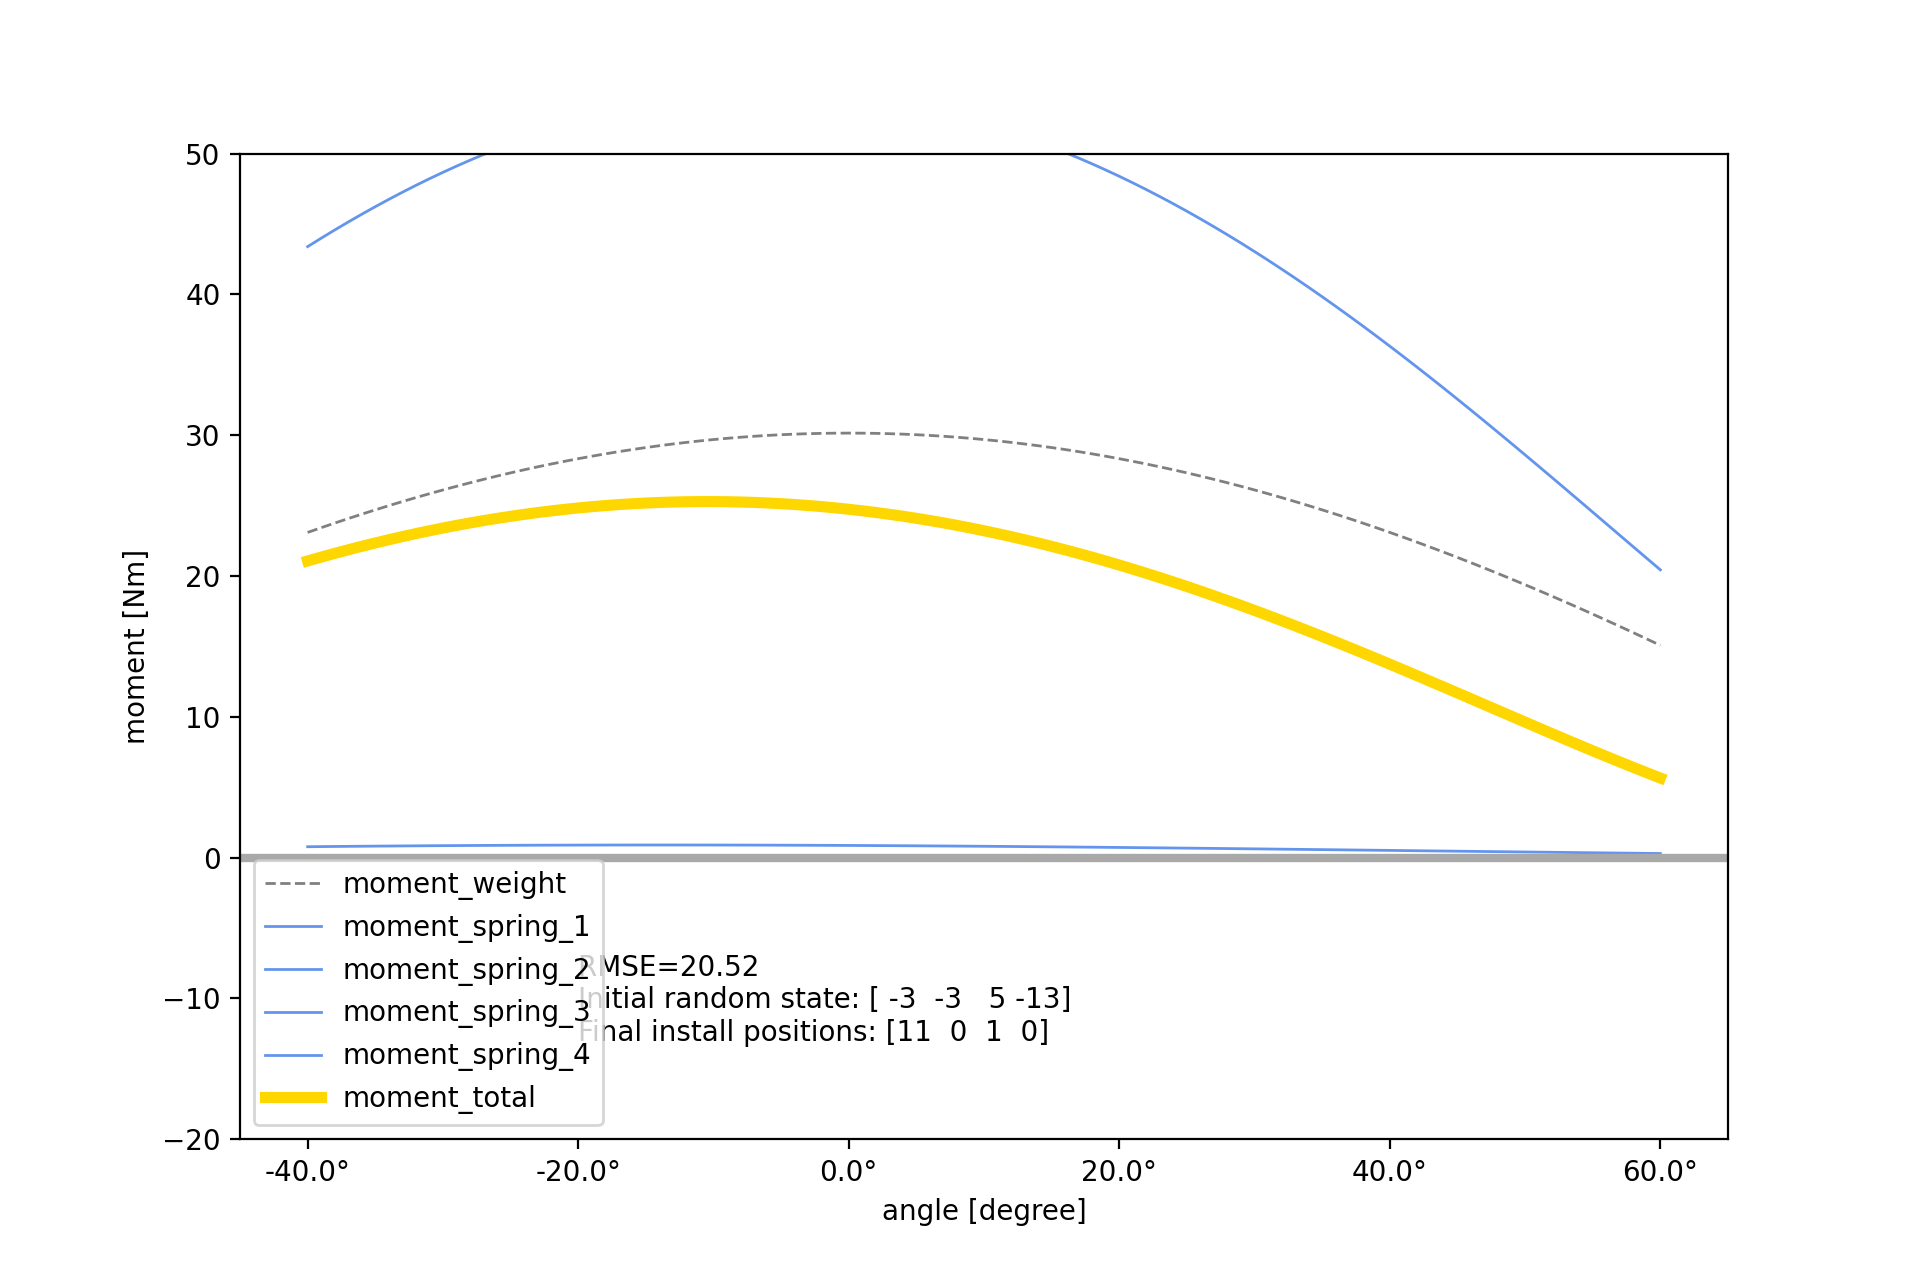 50
40
30
20
10
0
−10
−20
moment [Nm]
moment_weight
moment_spring_1
moment_spring_2
moment_spring_3
moment_spring_4
moment_total
RMSE=20.52
Initial random state: [ -3  -3   5 -13]
Final install positions: [11  0  1  0]
-40.0°
-20.0°
0.0°
20.0°
40.0°
60.0°
angle [degree]